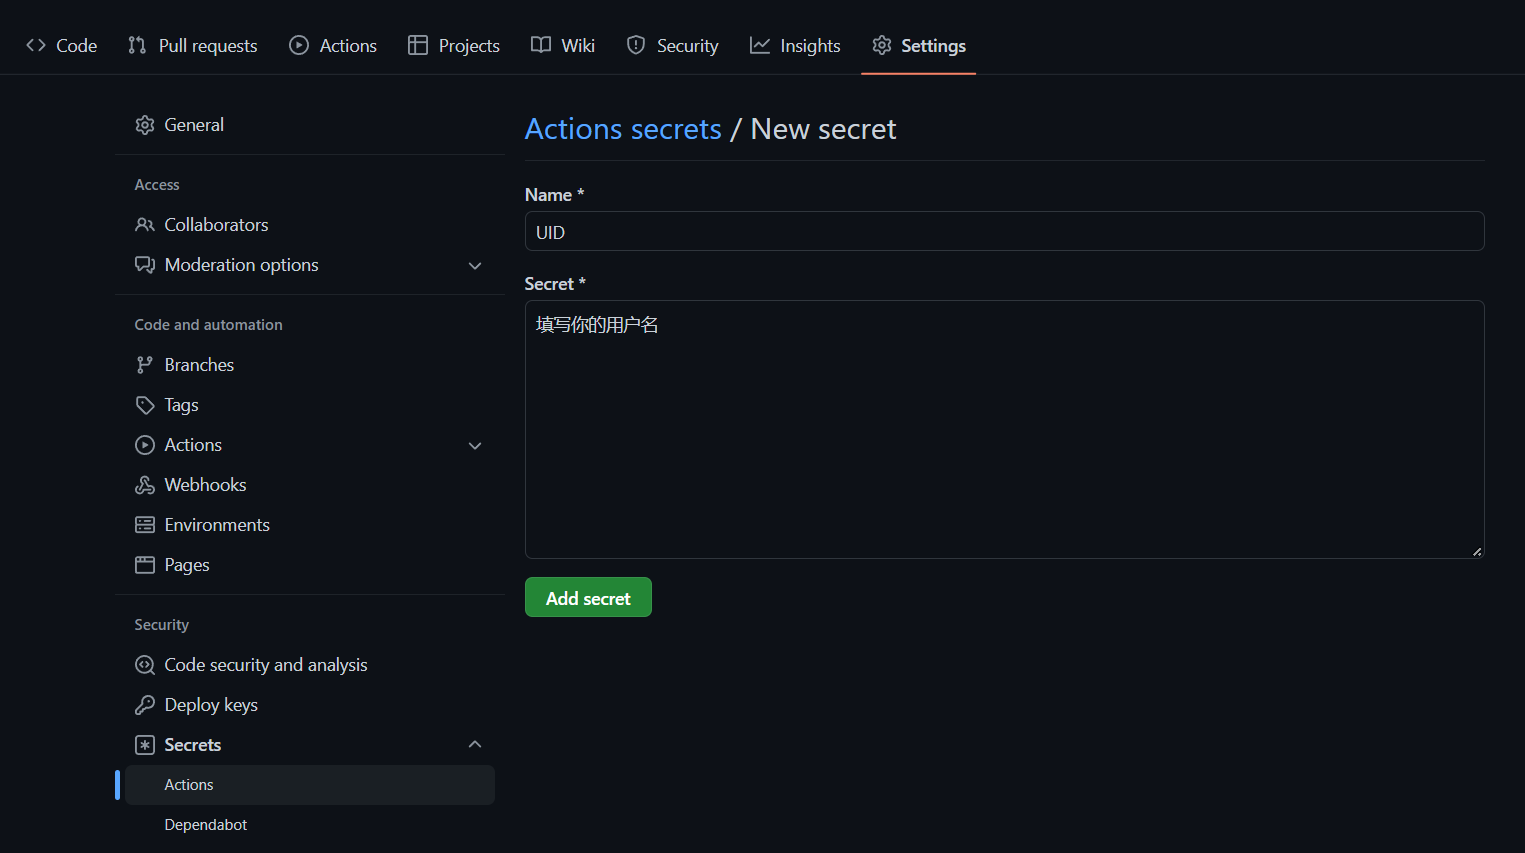 Code Pull requests Actions Projects Wiki Security Insights Settings
General
Access
Collaborators
Moderation options
Code and automation
Branches
Tags
Actions
Webhooks
Environments
Pages
Security
Code security and analysis
Deploy keys
Secrets
Actions
Dependabot
Actions secrets / New secret
Name *
UID
Secret *
填写你的用户名
Add secret